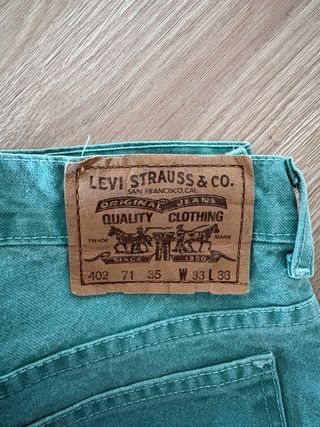 LEVI STRAUSS & CO.
SAN FRANCISCO, CAL.
ORIGINAL JEANS
QUALITY CLOTHING
TRADE MARK
SINCE 1850
402 71 35 W 33 L 36